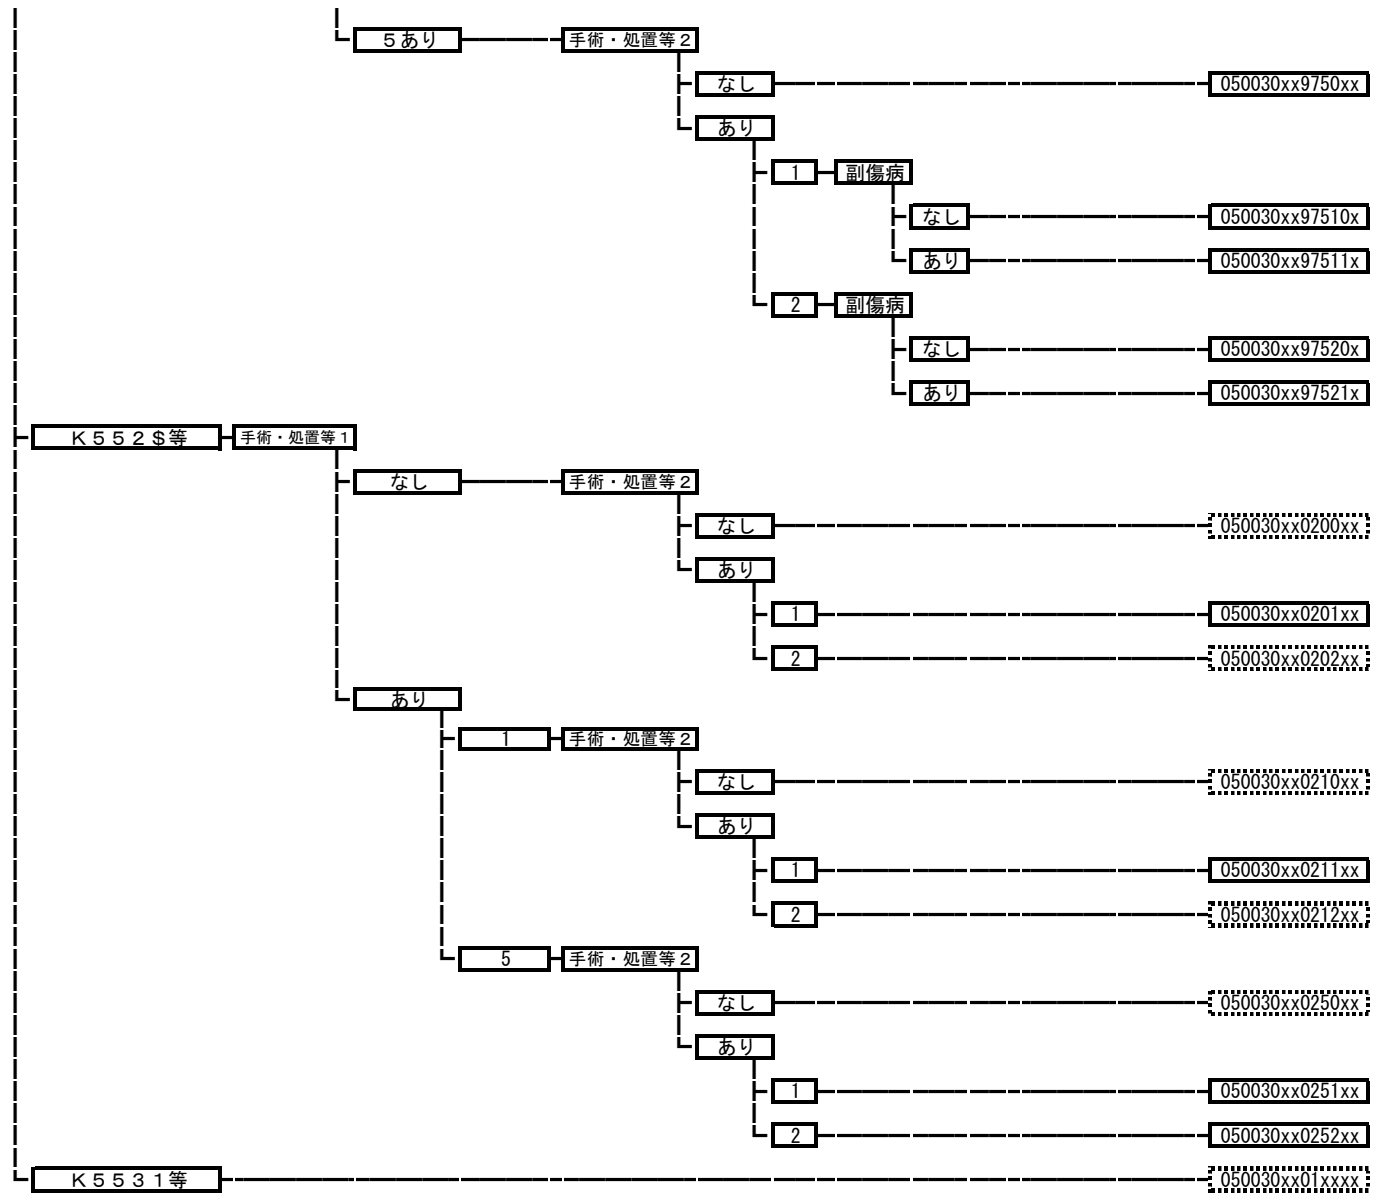 ５あり 手術・処置等２
なし 050030xx9750xx
あり
1 副傷病
なし 050030xx97510x
あり 050030xx97511x
2 副傷病
なし 050030xx97520x
あり 050030xx97521x
Ｋ５５２＄等 手術・処置等１
なし 手術・処置等２
なし 050030xx0200xx
あり
1 050030xx0201xx
2 050030xx0202xx
あり
1 手術・処置等２
なし 050030xx0210xx
あり
1 050030xx0211xx
2 050030xx0212xx
5 手術・処置等２
なし 050030xx0250xx
あり
1 050030xx0251xx
2 050030xx0252xx
Ｋ５５３１等 050030xx01xxxx